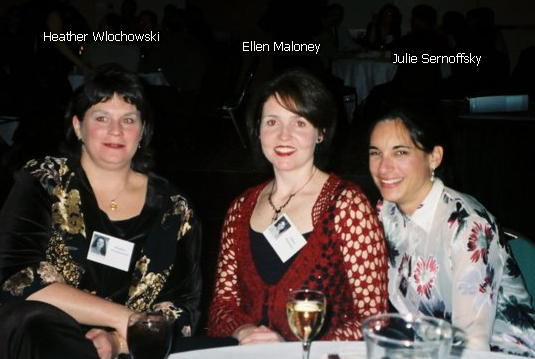 Heather Wlochowski
Ellen Maloney
Julie Sernoffsky